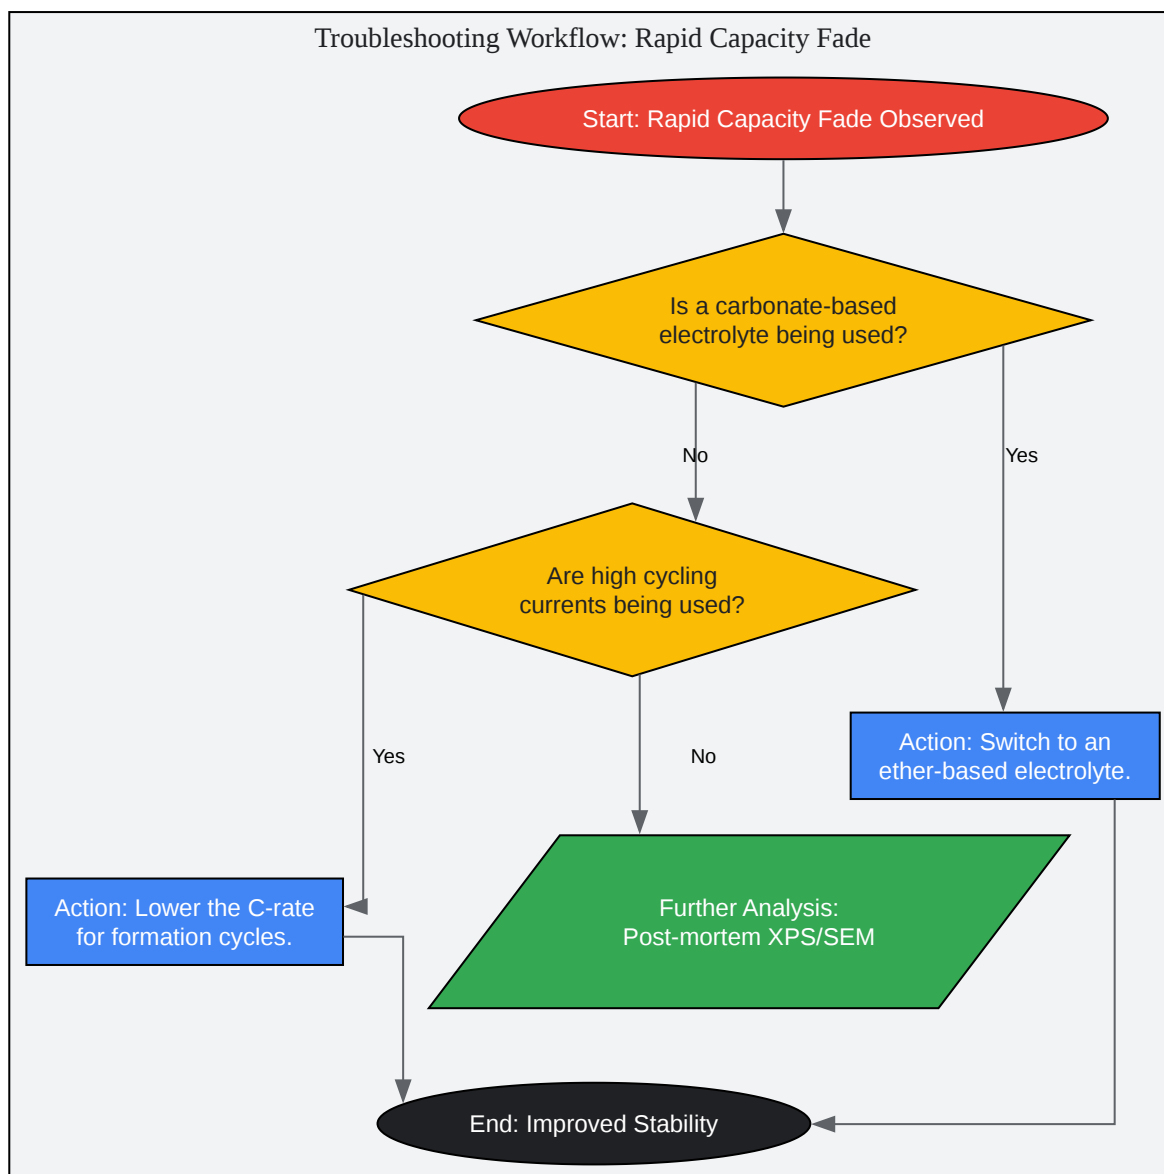 Troubleshooting Workflow: Rapid Capacity Fade
Start: Rapid Capacity Fade Observed
Is a carbonate-based
electrolyte being used?
No
Yes
Are high cycling
currents being used?
Yes
No
Action: Switch to an
ether-based electrolyte.
Action: Lower the C-rate
for formation cycles.
Further Analysis:
Post-mortem XPS/SEM
End: Improved Stability